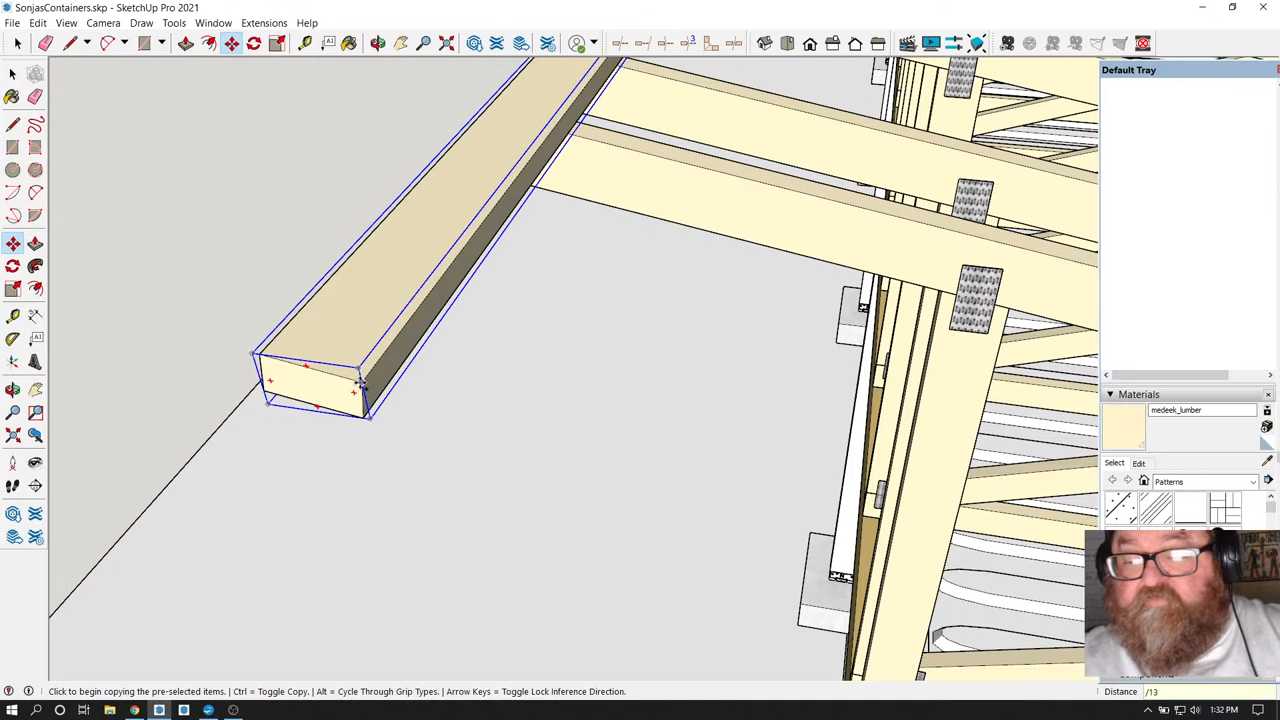 SonjasContainers.skp - SketchUp Pro 2021
File Edit View Camera Draw Tools Window Extensions Help
3
Default Tray
Materials
medeek_lumber
Select Edit
Patterns
Click to begin copying the pre-selected items. | Ctrl = Toggle Copy. | Alt = Cycle Through Grip Types. | Arrow Keys = Toggle Lock Inference Direction.
Distance /13
1:32 PM